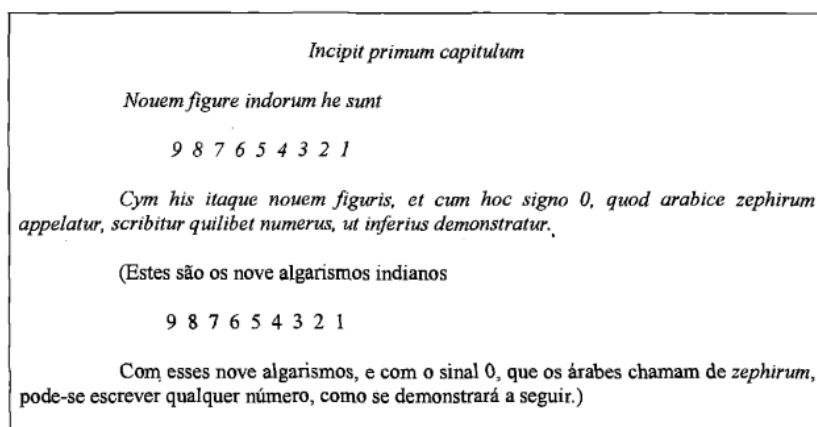 Incipit primum capitulum
Nouem figure indorum he sunt
9 8 7 6 5 4 3 2 1
Cym his itaque nouem figuris, et cum hoc signo 0, quod arabice zephirum
appelatur, scribitur quilibet numerus, ut inferius demonstratur.
(Estes são os nove algarismos indianos
9 8 7 6 5 4 3 2 1
Com esses nove algarismos, e com o sinal 0, que os árabes chamam de zephirum,
pode-se escrever qualquer número, como se demonstrará a seguir.)